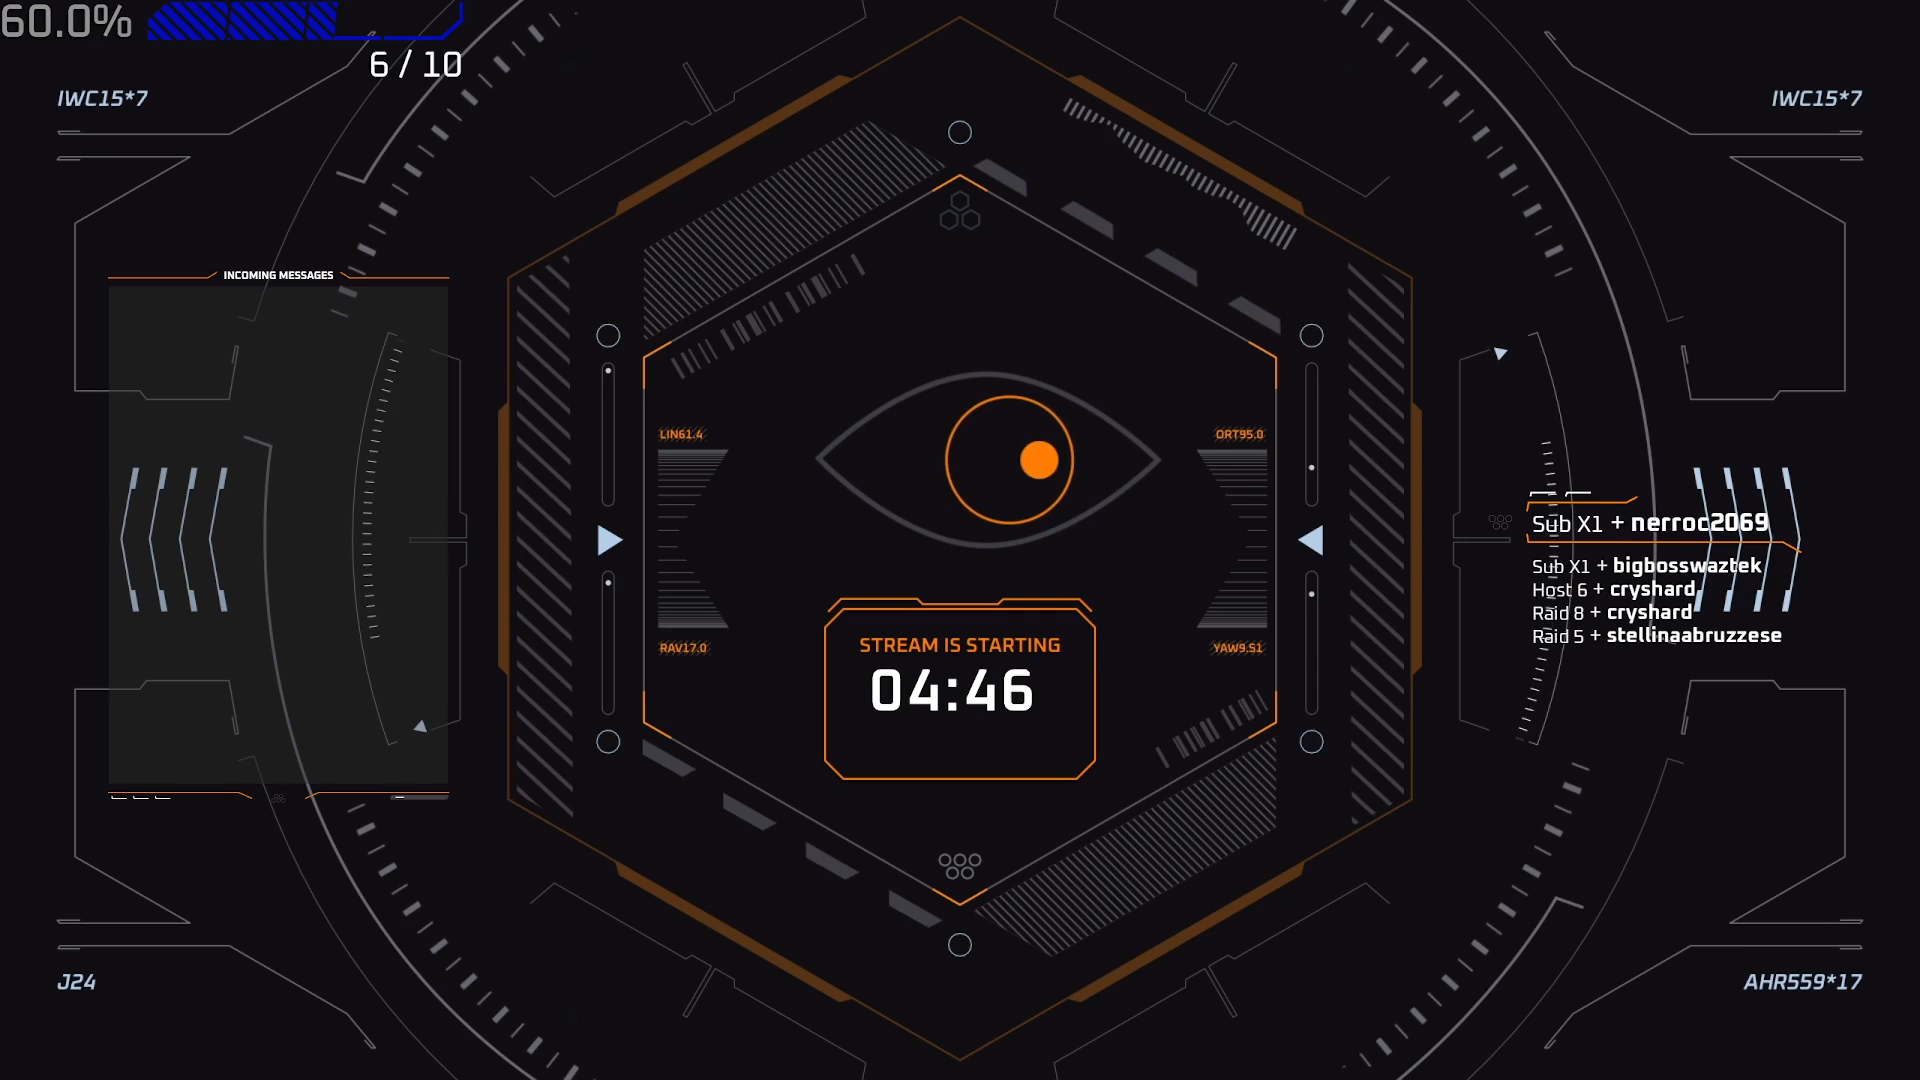 60.0%
6 / 10
IWC15*7
IWC15*7
INCOMING MESSAGES
LIN61.4
ORT95.0
Sub X1 + nerroc2069
Sub X1 + bigbosswaztek
Host 6 + cryshard
Raid 8 + cryshard
Raid 5 + stellinaabruzzese
STREAM IS STARTING
04:46
RAV17.0
YAW9.S1
J24
AHR559*17